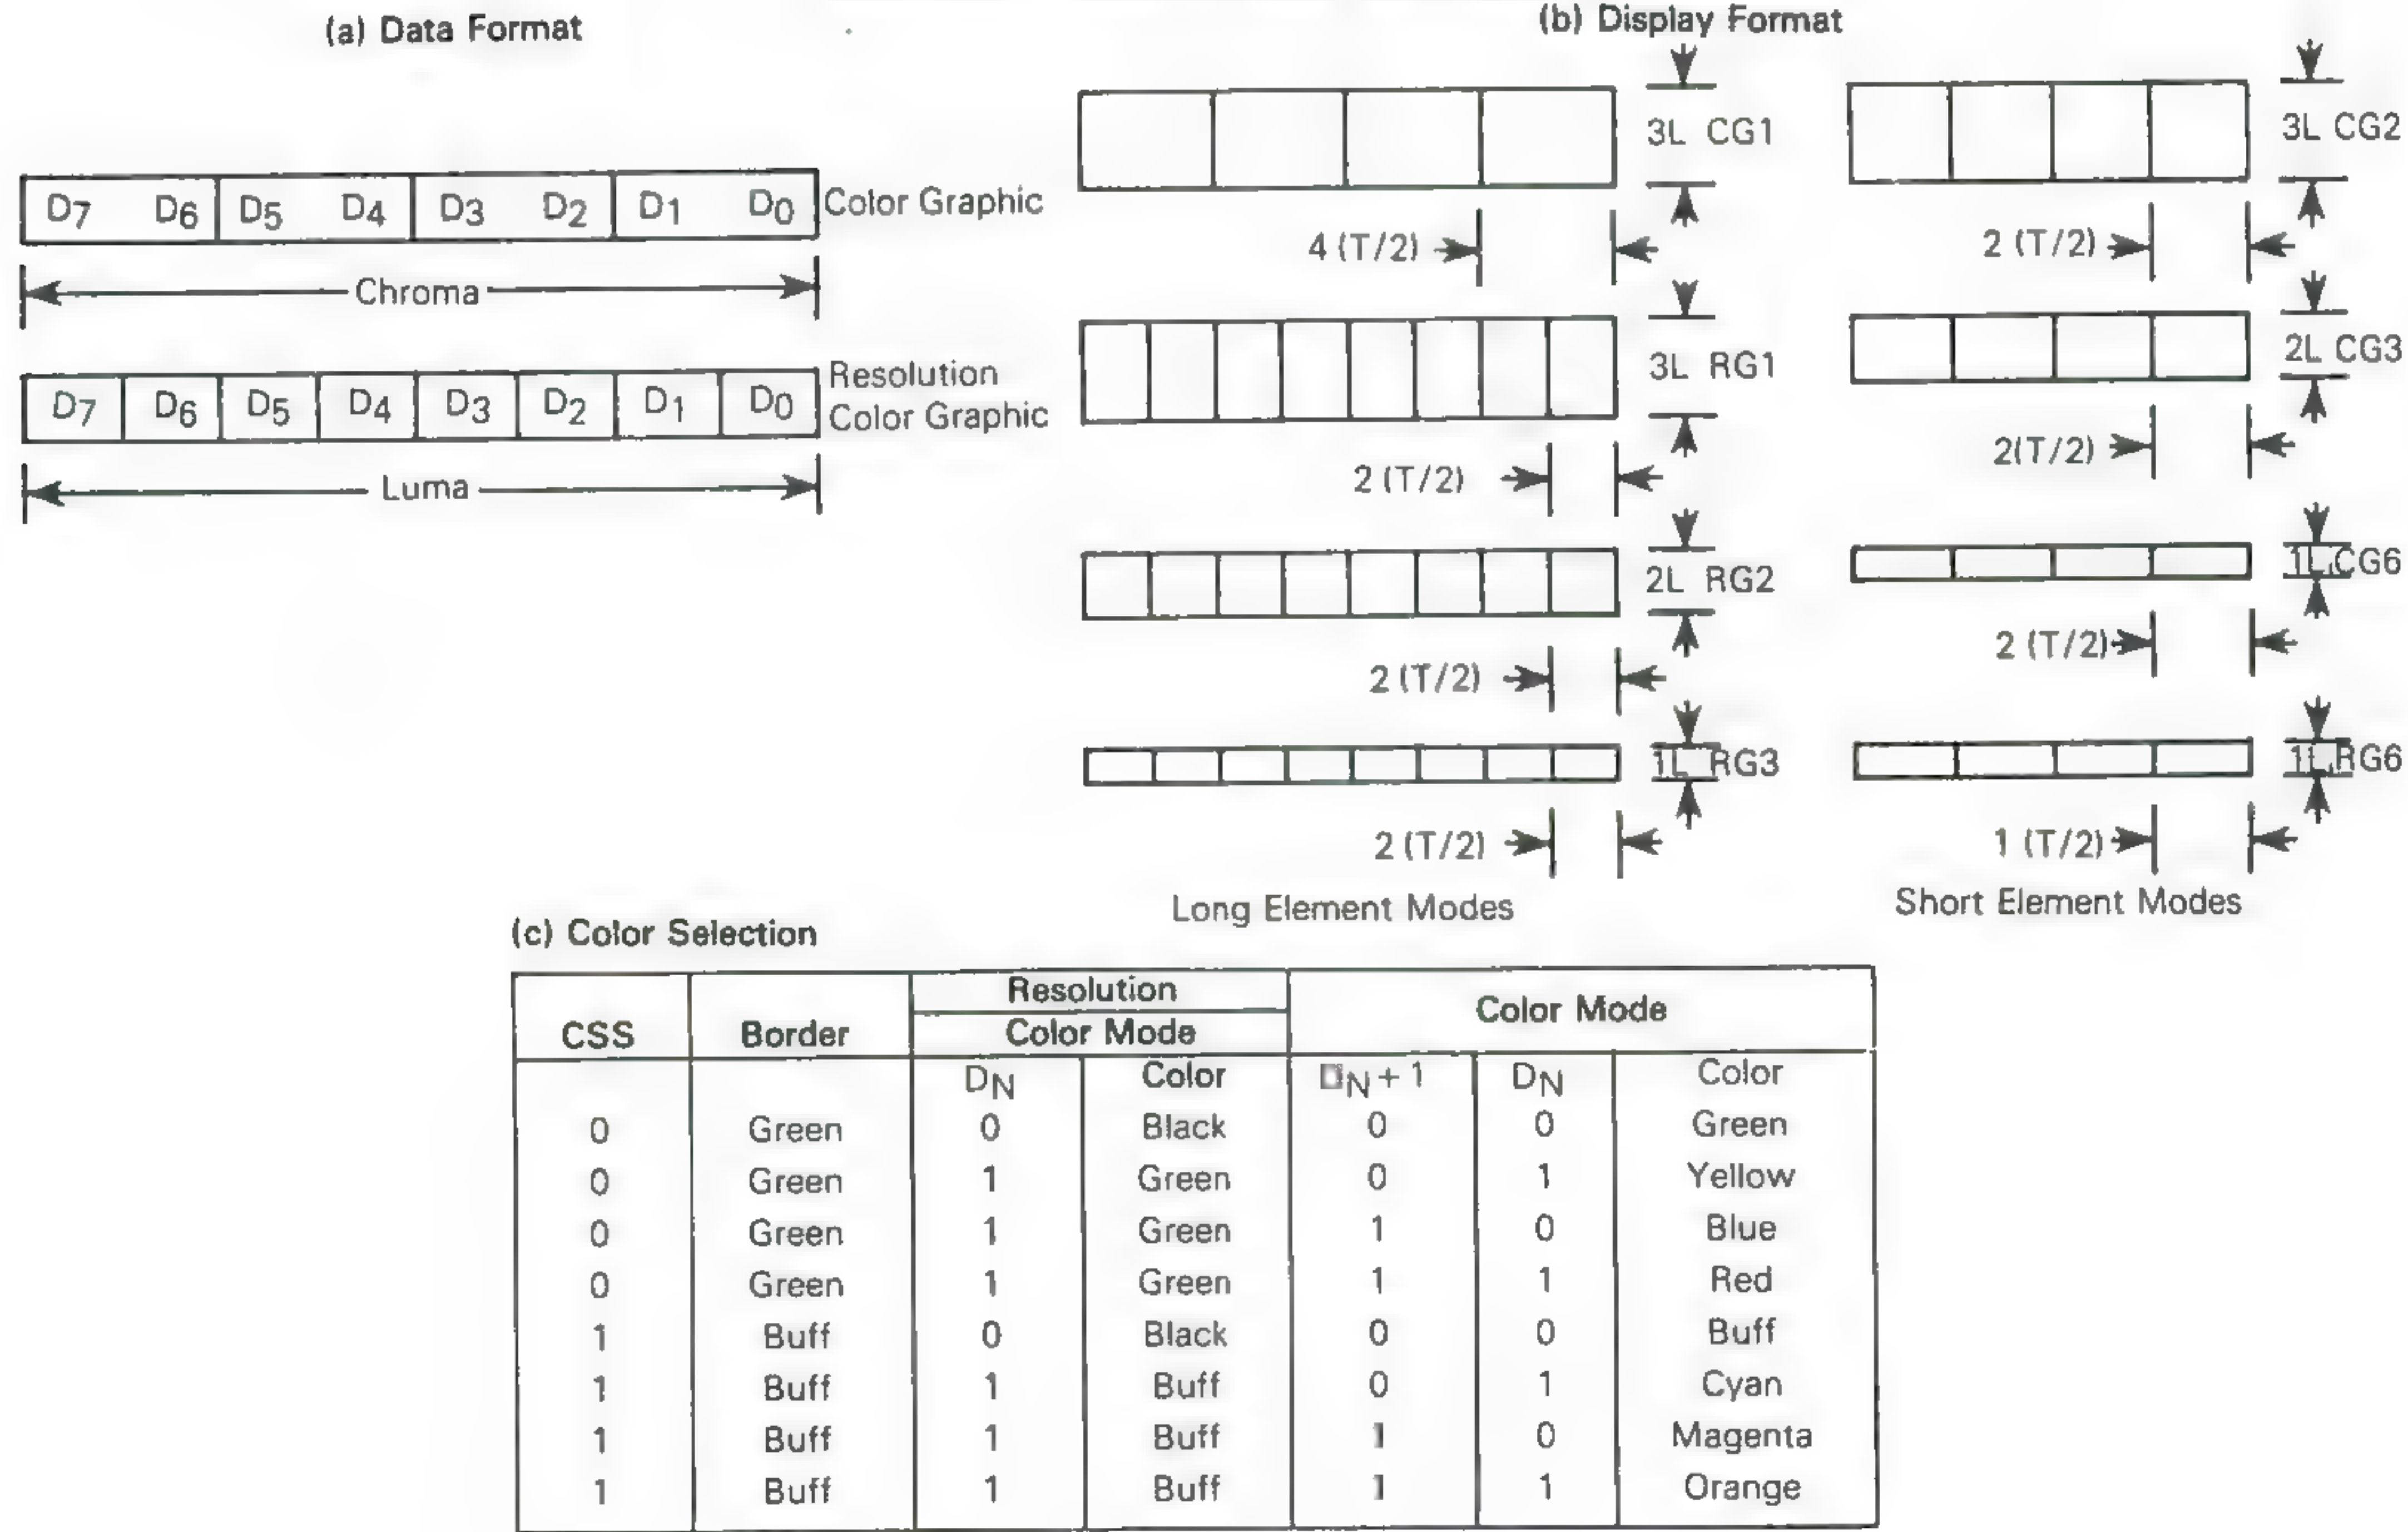 (a) Data Format
D7 D6 D5 D4 D3 D2 D1 D0 Color Graphic
Chroma
D7 D6 D5 D4 D3 D2 D1 D0 Resolution
Color Graphic
Luma
(b) Display Format
3L CG1
4 (T/2)
3L RG1
2 (T/2)
2L RG2
2 (T/2)
1L RG3
2 (T/2)
Long Element Modes
3L CG2
2 (T/2)
2L CG3
2(T/2)
1L CG6
2 (T/2)
1L RG6
1 (T/2)
Short Element Modes
(c) Color Selection
CSS Border Resolution Color Mode
Color Mode
DN Color DN+1 DN Color
0 Green 0 Black 0 0 Green
0 Green 1 Green 0 1 Yellow
0 Green 1 Green 1 0 Blue
0 Green 1 Green 1 1 Red
1 Buff 0 Black 0 0 Buff
1 Buff 1 Buff 0 1 Cyan
1 Buff 1 Buff 1 0 Magenta
1 Buff 1 Buff 1 1 Orange